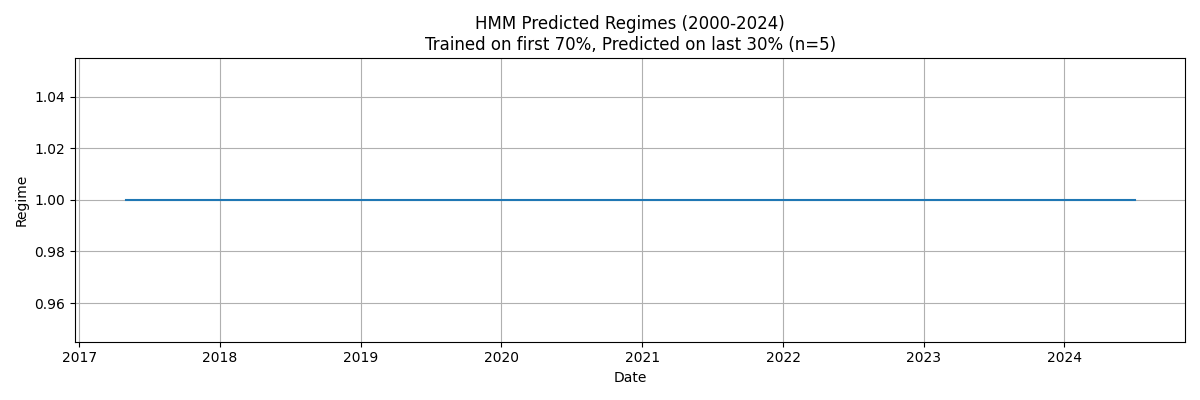 HMM Predicted Regimes (2000-2024)
Trained on first 70%, Predicted on last 30% (n=5)
Regime
1.04
1.02
1.00
0.98
0.96
2017 2018 2019 2020 2021 2022 2023 2024
Date